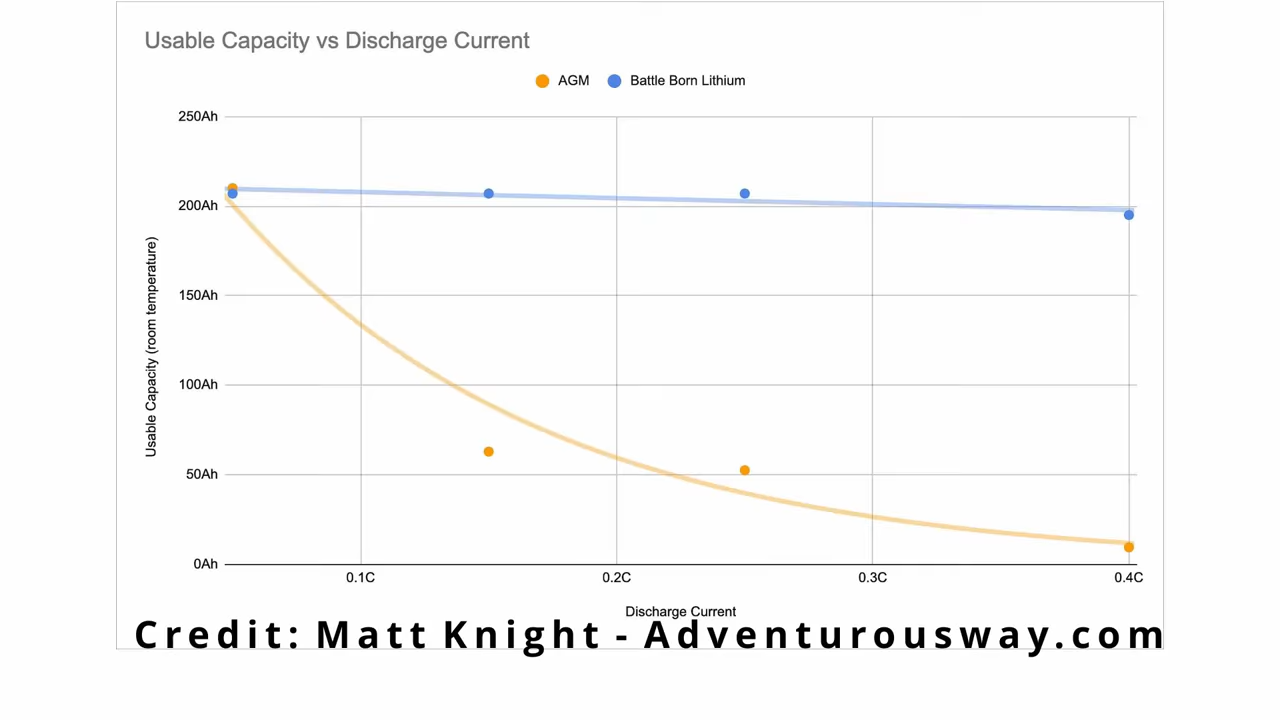 Usable Capacity vs Discharge Current
AGM Battle Born Lithium
250Ah
200Ah
150Ah
100Ah
50Ah
0Ah
Usable Capacity (room temperature)
0.1C 0.2C 0.3C 0.4C
Discharge Current
Credit: Matt Knight - Adventurousway.com